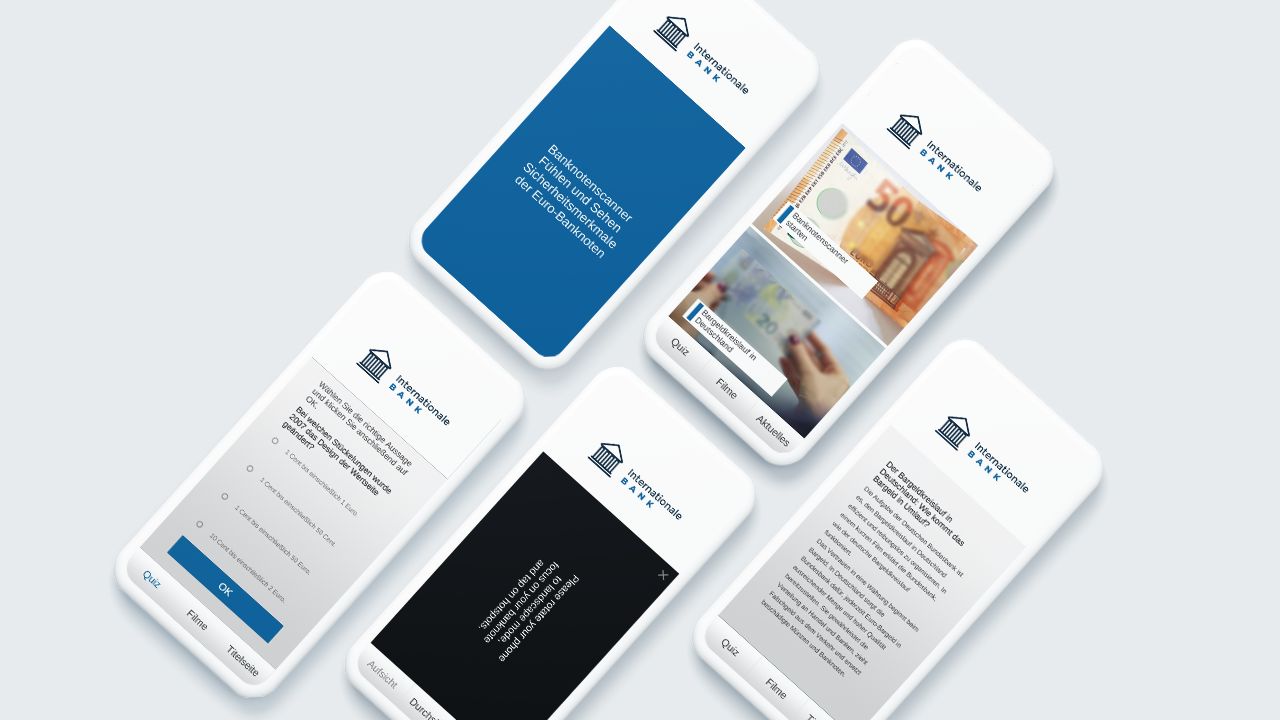 Internationale
BANK
Banknotenscanner
Fühlen und Sehen
Sicherheitsmerkmale
der Euro-Banknoten
Internationale
BANK
50
EURO
Banknotenscanner
starten
20
Bargeldkreislauf in
Deutschland
Quiz
Filme
Aktuelles
Internationale
BANK
Wählen Sie die richtige Aussage
und klicken Sie anschließend auf
OK.
Bei welchen Stückelungen wurde
2007 das Design der Wertseite
geändert?
1 Cent bis einschließlich 1 Euro.
1 Cent bis einschließlich 50 Cent.
1 Cent bis einschließlich 50 Euro.
10 Cent bis einschließlich 2 Euro.
OK
Quiz
Filme
Titelseite
Internationale
BANK
Please rotate your phone
to landscape mode,
focus on your banknote
and tap on hotspots.
Aufsicht
Internationale
BANK
Der Bargeldkreislauf in
Deutschland: Wie kommt das
Bargeld in Umlauf?
Die Aufgabe der Deutschen Bundesbank ist
es, den Bargeldkreislauf in Deutschland
effizient und reibungslos zu organisieren. In
einem kurzen Film erklärt die Bundesbank,
wie der deutsche Bargeldkreislauf
funktioniert.
Das Vertrauen in eine Währung beginnt beim
Bargeld. In Deutschland sorgt die
Bundesbank dafür, jederzeit Euro-Bargeld in
ausreichender Menge und hoher Qualität
bereitzustellen. Sie gewährleistet die
Verteilung an Handel und Banken, zieht
Falschgeld aus dem Verkehr und ersetzt
beschädigte Münzen und Banknoten.
Quiz
Filme